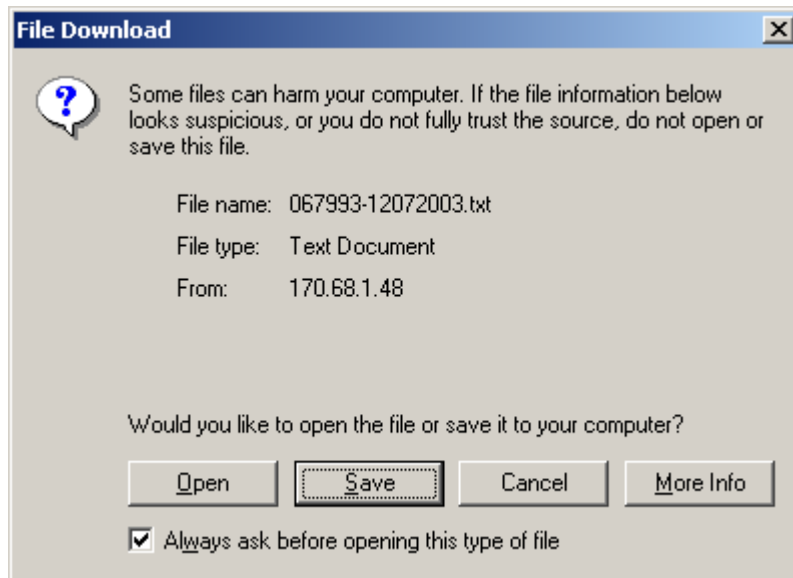 File Download
Some files can harm your computer. If the file information below
looks suspicious, or you do not fully trust the source, do not open or
save this file.
File name: 067993-12072003.txt
File type: Text Document
From: 170.68.1.48
Would you like to open the file or save it to your computer?
Open Save Cancel More Info
Always ask before opening this type of file